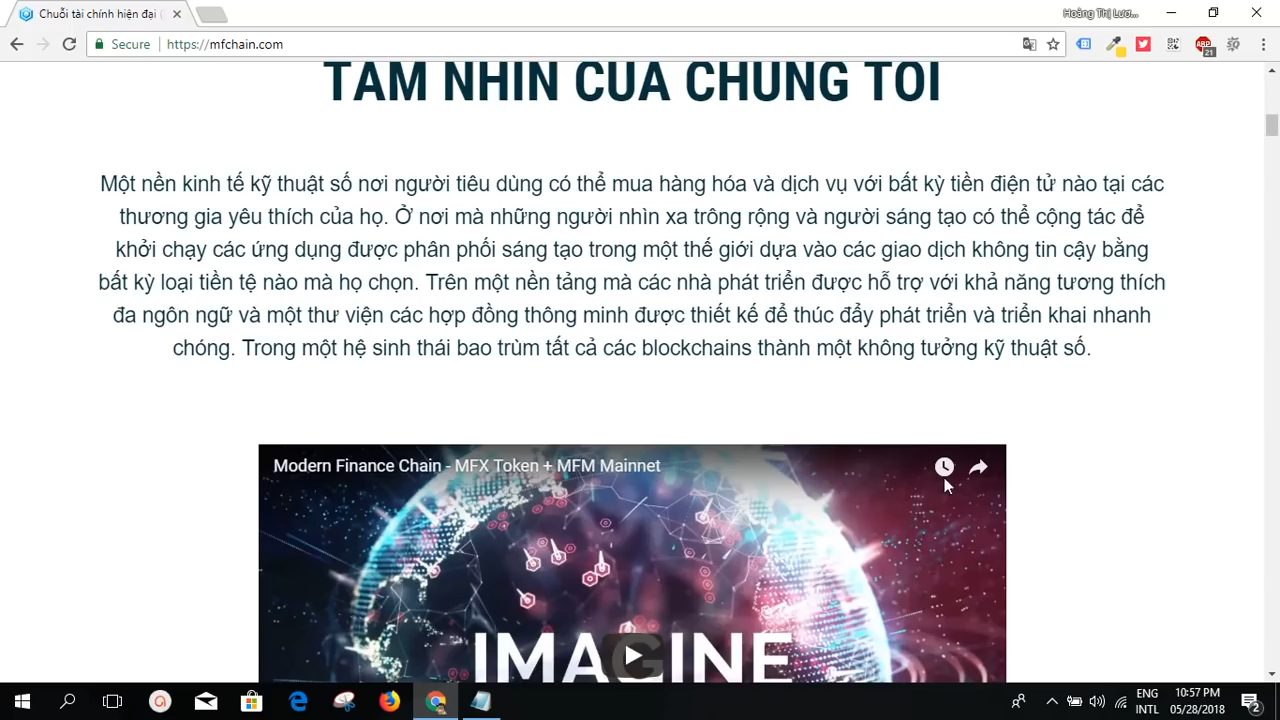 Chuỗi tài chính hiện đại
Hoàng Thị Lươ...
Secure
https://mfchain.com
21
TẦM NHÌN CỦA CHÚNG TÔI
Một nền kinh tế kỹ thuật số nơi người tiêu dùng có thể mua hàng hóa và dịch vụ với bất kỳ tiền điện tử nào tại các
thương gia yêu thích của họ. Ở nơi mà những người nhìn xa trông rộng và người sáng tạo có thể cộng tác để
khởi chạy các ứng dụng được phân phối sáng tạo trong một thế giới dựa vào các giao dịch không tin cậy bằng
bất kỳ loại tiền tệ nào mà họ chọn. Trên một nền tảng mà các nhà phát triển được hỗ trợ với khả năng tương thích
đa ngôn ngữ và một thư viện các hợp đồng thông minh được thiết kế để thúc đẩy phát triển và triển khai nhanh
chóng. Trong một hệ sinh thái bao trùm tất cả các blockchains thành một không tưởng kỹ thuật số.
Modern Finance Chain - MFX Token + MFM Mainnet
IMAGINE
ENG
INTL
10:57 PM
05/28/2018
2